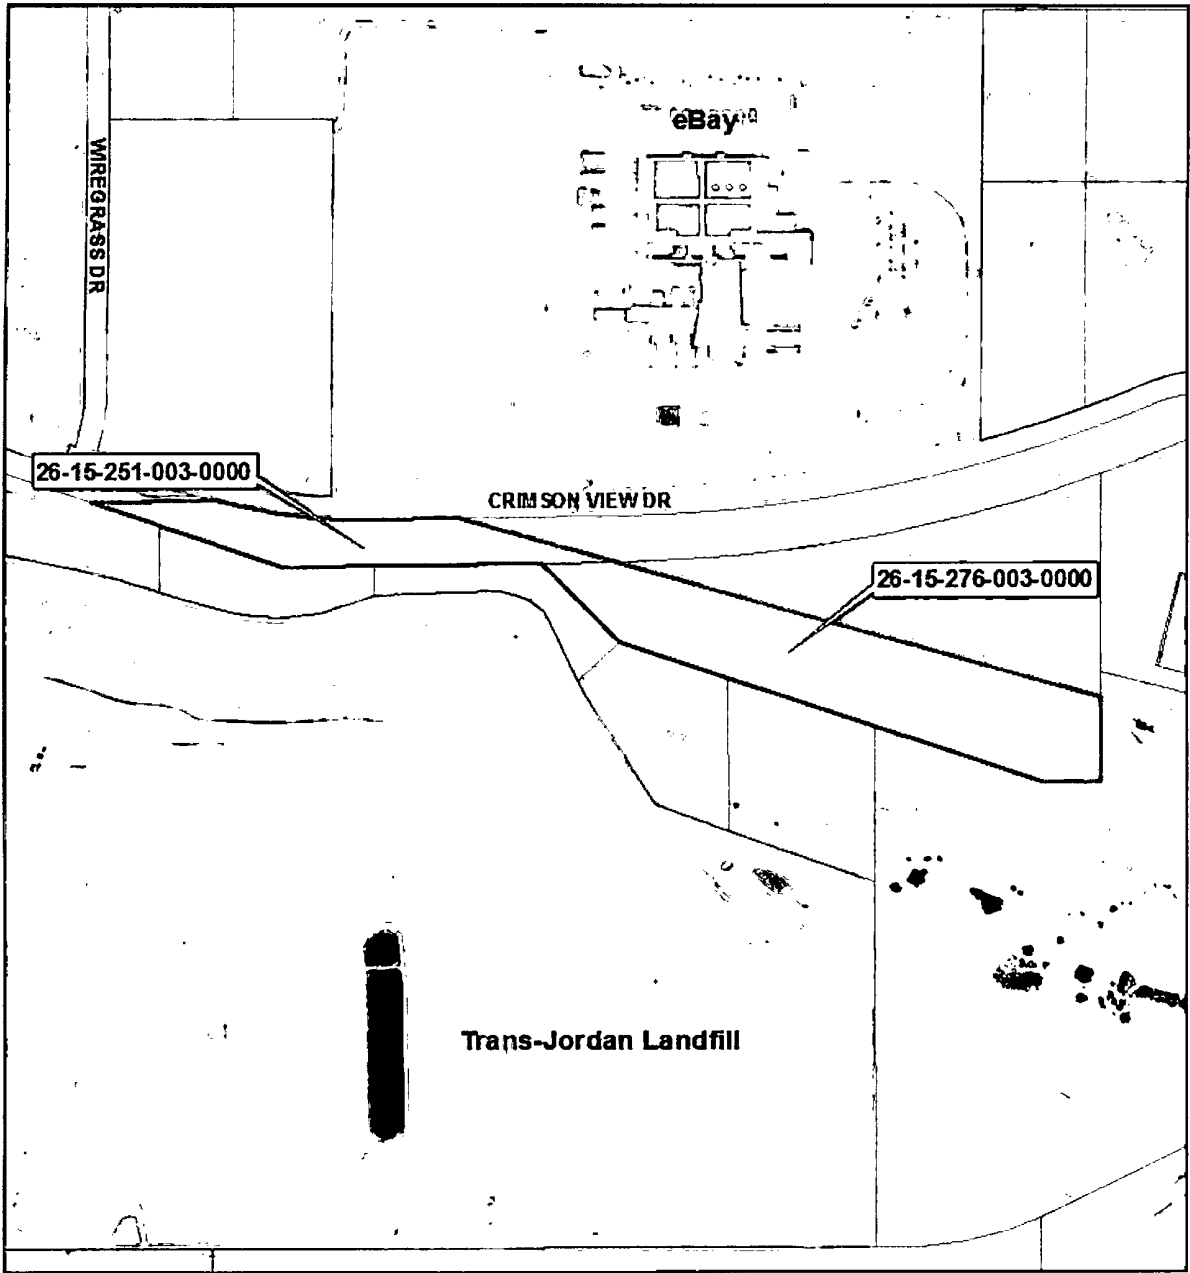 eBay
WIREGRASS DR
26-15-251-003-0000
CRIMSON VIEW DR
26-15-276-003-0000
Trans-Jordan Landfill